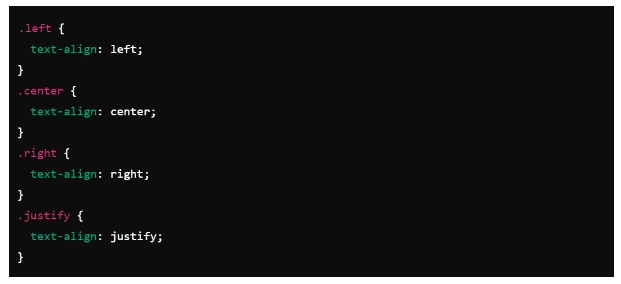 .left {
  text-align: left;
}
.center {
  text-align: center;
}
.right {
  text-align: right;
}
.justify {
  text-align: justify;
}